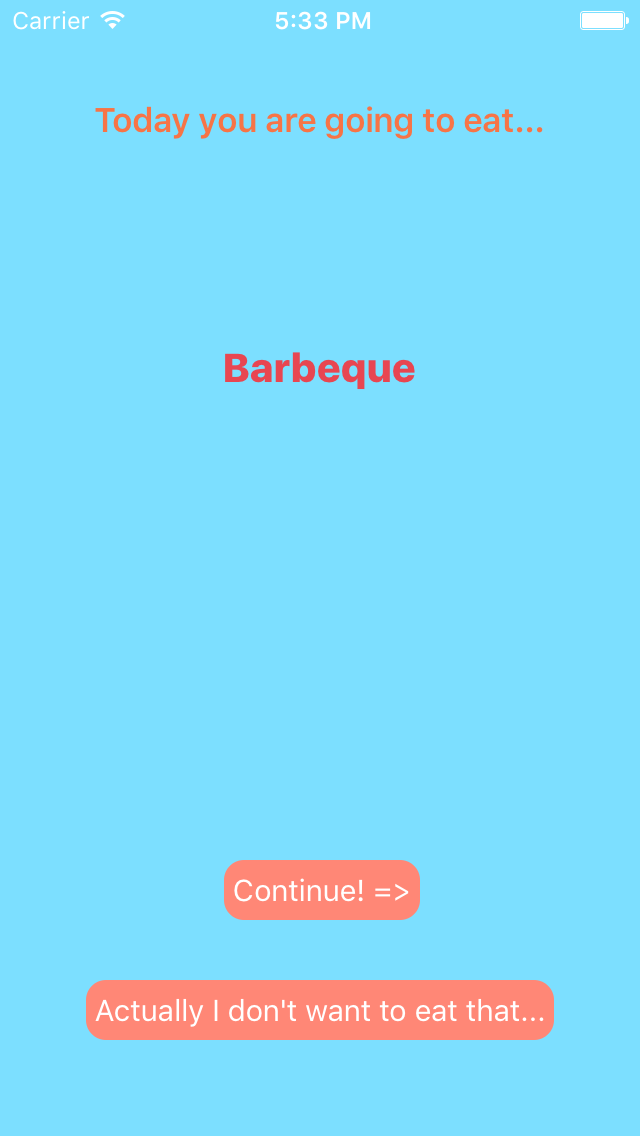 Carrier 5:33 PM
Today you are going to eat...
Barbeque
Continue! =>
Actually I don't want to eat that...